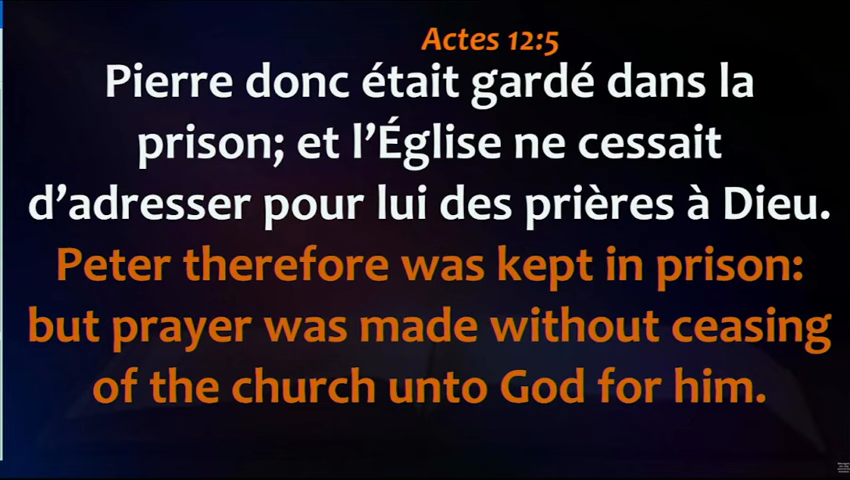 Actes 12:5
Pierre donc était gardé dans la
prison; et l’Église ne cessait
d’adresser pour lui des prières à Dieu.
Peter therefore was kept in prison:
but prayer was made without ceasing
of the church unto God for him.